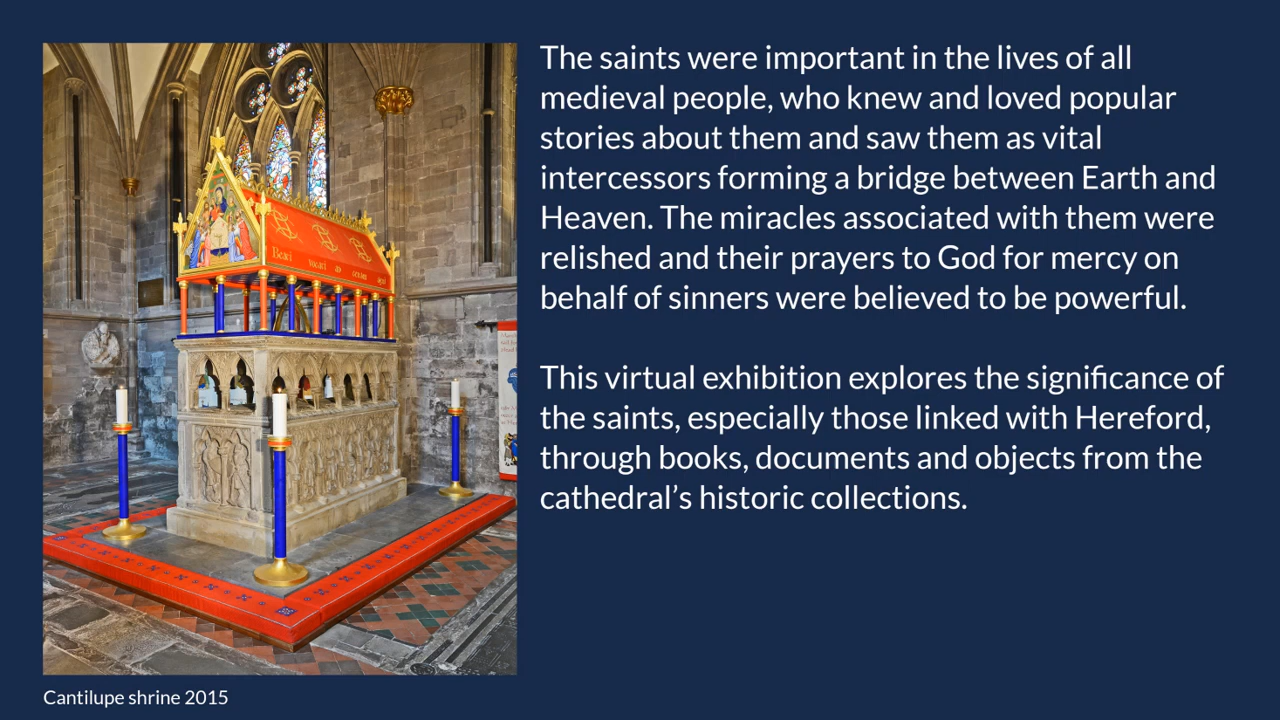 The saints were important in the lives of all
medieval people, who knew and loved popular
stories about them and saw them as vital
intercessors forming a bridge between Earth and
Heaven. The miracles associated with them were
relished and their prayers to God for mercy on
behalf of sinners were believed to be powerful.
This virtual exhibition explores the significance of
the saints, especially those linked with Hereford,
through books, documents and objects from the
cathedral’s historic collections.
Cantilupe shrine 2015